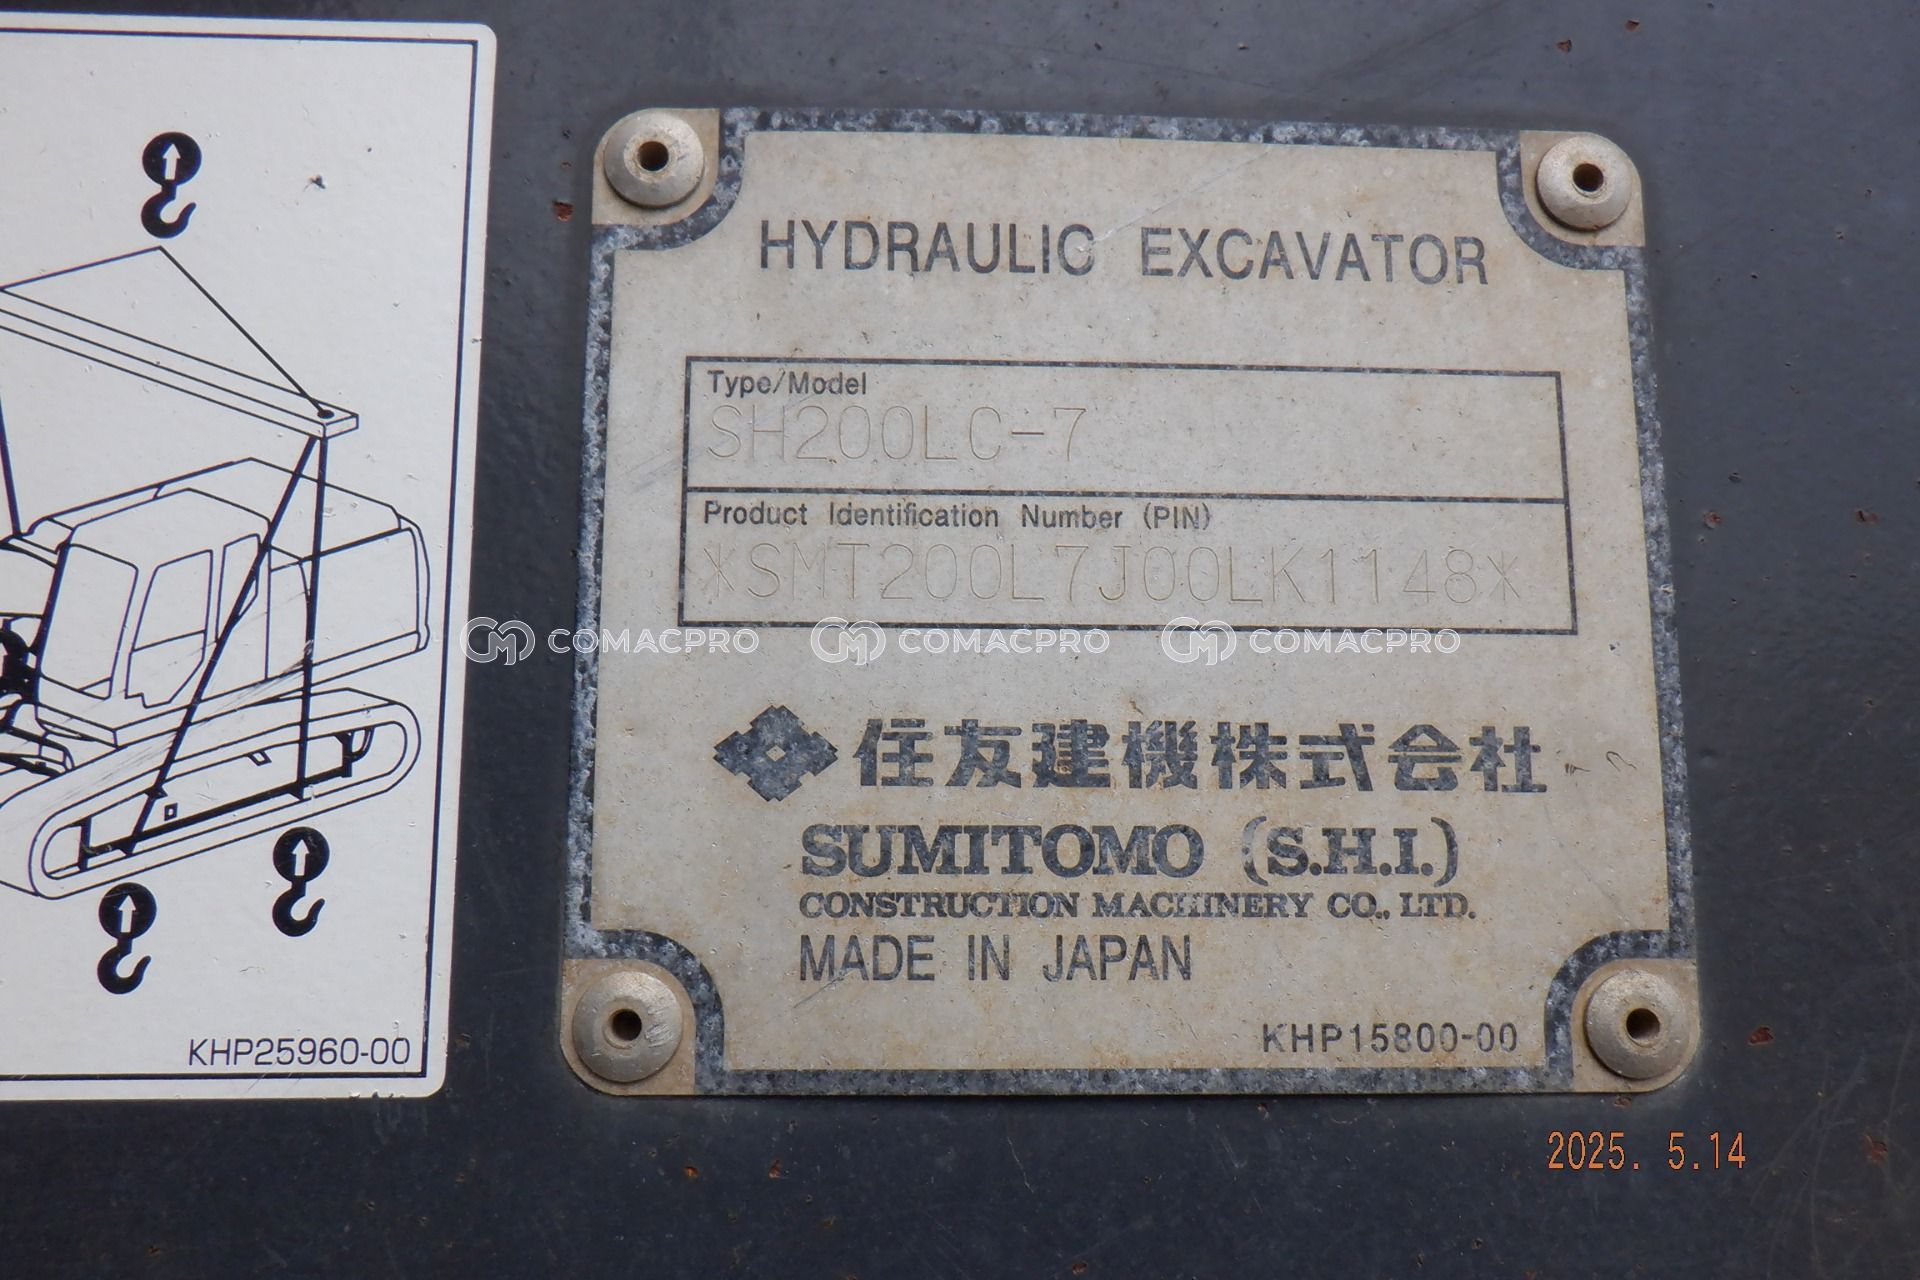 HYDRAULIC EXCAVATOR
Type/Model
SH200LC-7
Product Identification Number (PIN)
*SMT200L7J00LK1148*
COMACPRO COMACPRO COMACPRO
住友建機株式会社
SUMITOMO (S.H.I.)
CONSTRUCTION MACHINERY CO., LTD.
MADE IN JAPAN
KHP15800-00
KHP25960-00
2025. 5.14